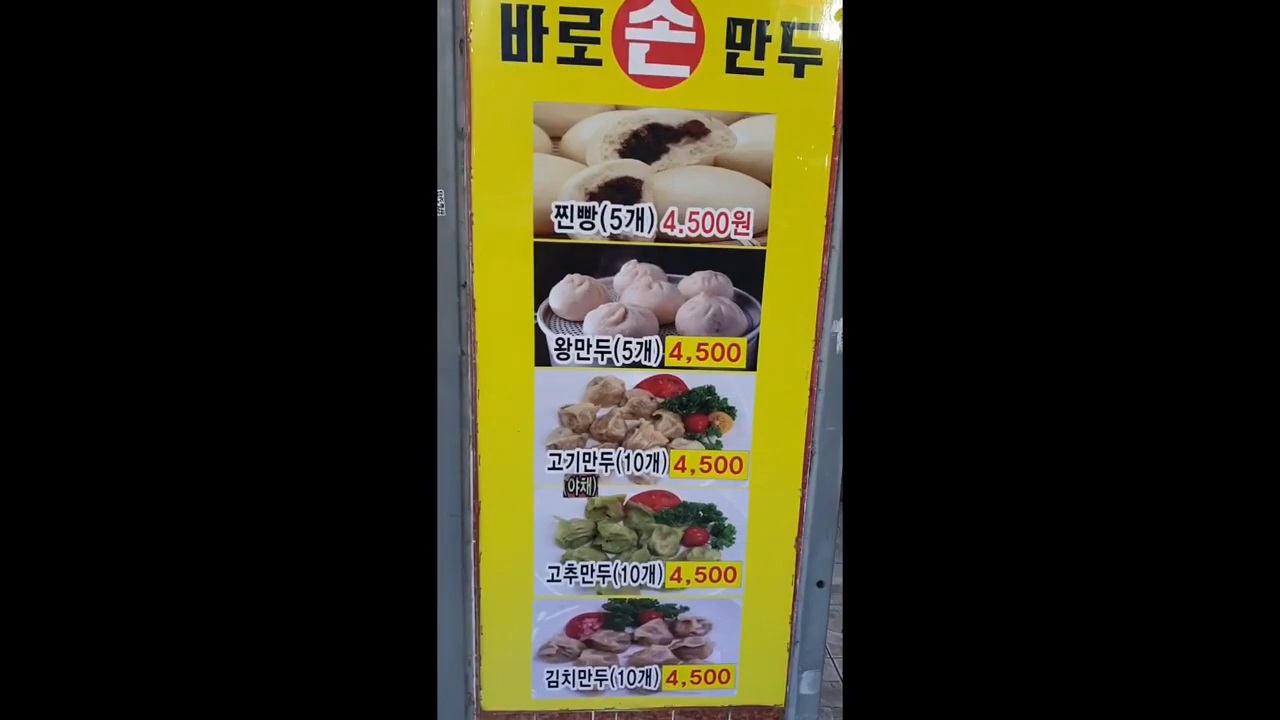 바로 손 만두
찐빵(5개) 4,500원
왕만두(5개) 4,500
고기만두(10개) 4,500
(야채)
고추만두(10개) 4,500
김치만두(10개) 4,500